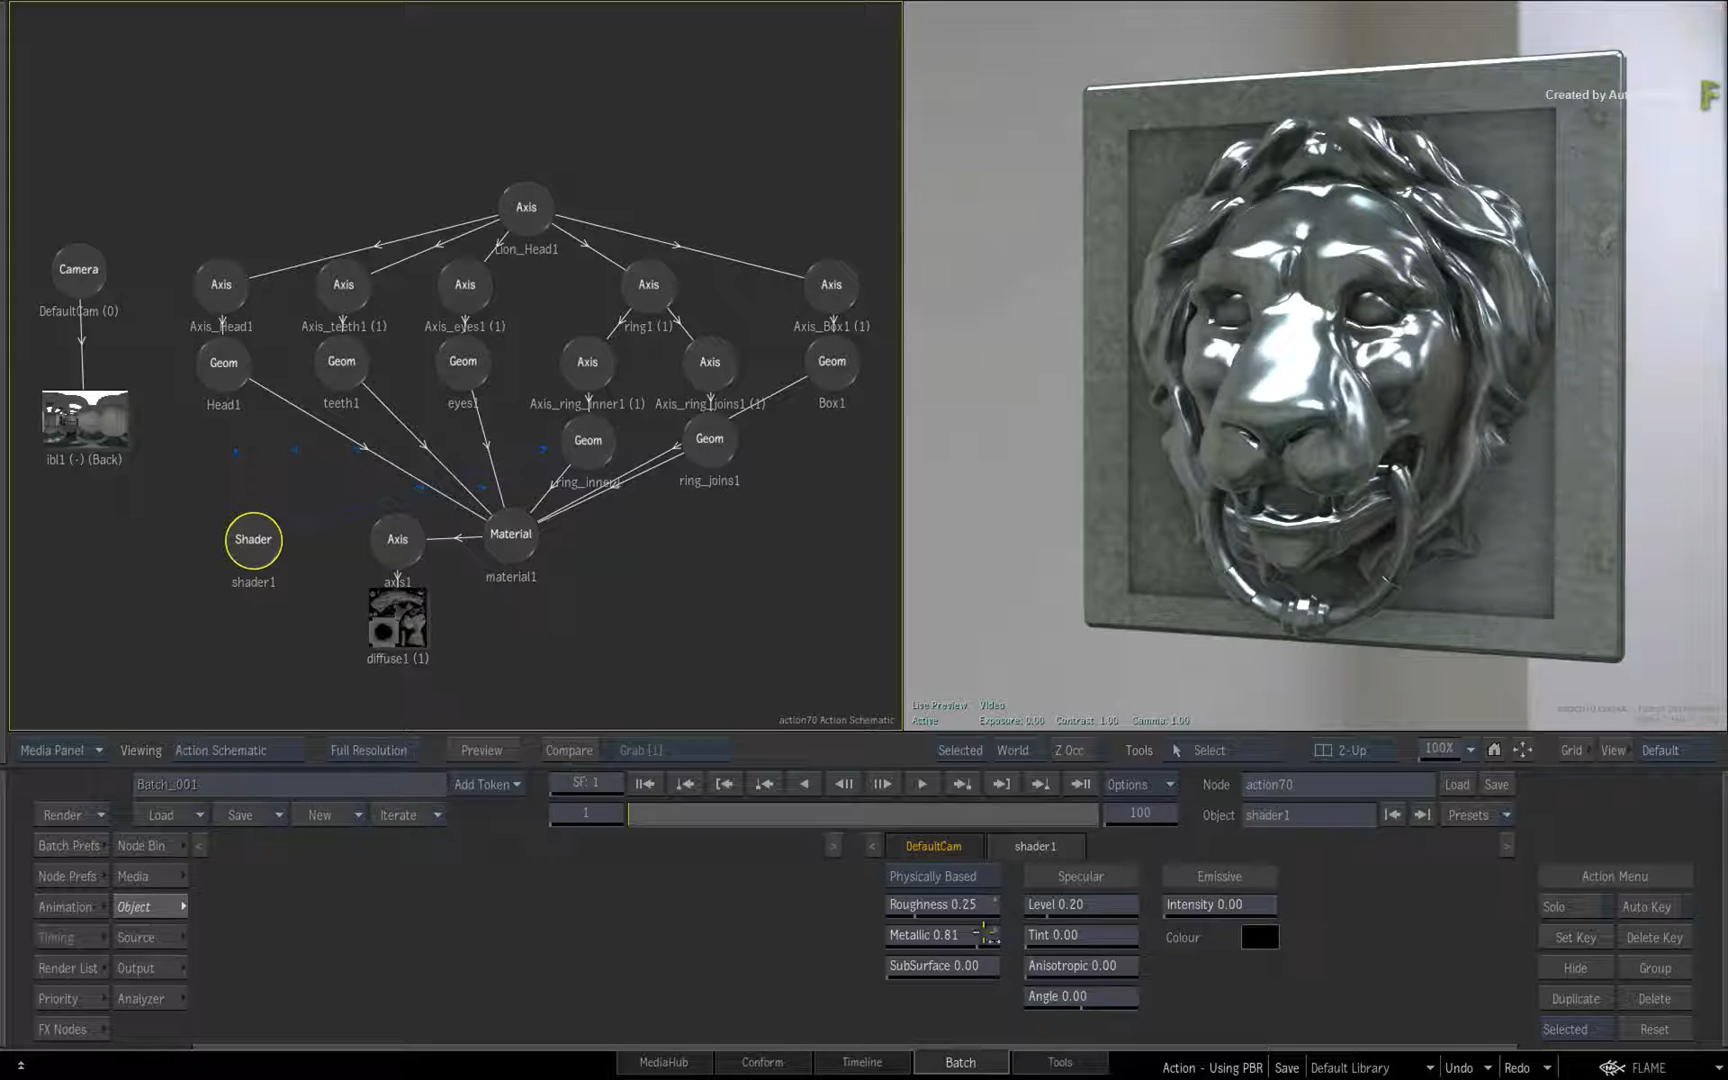 Created by Au
F
Axis
Lion_Head1
Camera
DefaultCam (0)
Axis
Axis
Axis
Axis
Axis
Axis_Head1
Axis_teeth1 (1)
Axis_eyes1 (1)
ring1 (1)
Axis_Box1 (1)
Geom
Geom
Geom
Axis
Axis
Geom
Head1
teeth1
eyes1
Axis_ring_inner1 (1)
Axis_ring_joins1 (1)
Box1
Geom
Geom
ibl1 (-) (Back)
ring_inner1
ring_joins1
Shader
Axis
Material
shader1
axis1
material1
diffuse1 (1)
action70 Action Schematic
Live Preview Video
Active Exposure: 0.00 Contrast: 1.00 Gamma: 1.00
Media Panel Viewing Action Schematic Full Resolution Preview Compare Grab [1] Selected World Z Occ Tools Select 2-Up 100% Grid View Default
Batch_001 Add Token SF: 1 Options Node action70 Load Save
Render Load Save New Iterate 1 100 Object shader1 Presets
Batch Prefs Node Bin < > < DefaultCam shader1 >
Node Prefs Media Physically Based Specular Emissive Action Menu
Animation Object Roughness 0.25 Level 0.20 Intensity 0.00 Solo Auto Key
Timing Source Metallic 0.81 Tint 0.00 Colour Set Key Delete Key
Render List Output SubSurface 0.00 Anisotropic 0.00 Hide Group
Priority Analyzer Angle 0.00 Duplicate Delete
FX Nodes Selected Reset
MediaHub Conform Timeline Batch Tools Action - Using PBR Save Default Library Undo Redo FLAME